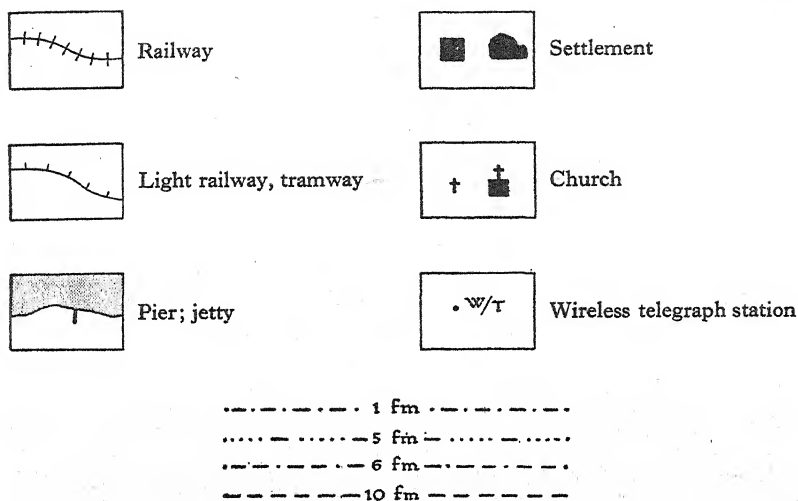 Railway
Settlement
Light railway, tramway
Church
Pier; jetty
W/T
Wireless telegraph station
1 fm
5 fm
6 fm
10 fm